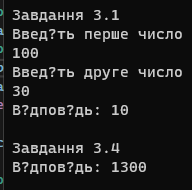 Завдання 3.1
Введ?ть перше число
100
Введ?ть друге число
30
В?дпов?дь: 10

Завдання 3.4
В?дпов?дь: 1300